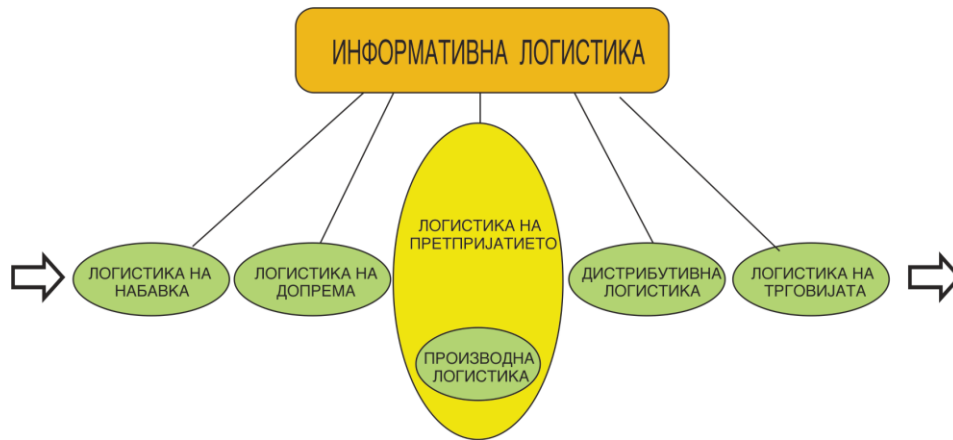 ИНФОРМАТИВНА ЛОГИСТИКА
ЛОГИСТИКА НА
НАБАВКА
ЛОГИСТИКА НА
ДОПРЕМА
ЛОГИСТИКА НА
ПРЕТПРИЈАТИЕТО
ПРОИЗВОДНА
ЛОГИСТИКА
ДИСТРИБУТИВНА
ЛОГИСТИКА
ЛОГИСТИКА НА
ТРГОВИЈАТА